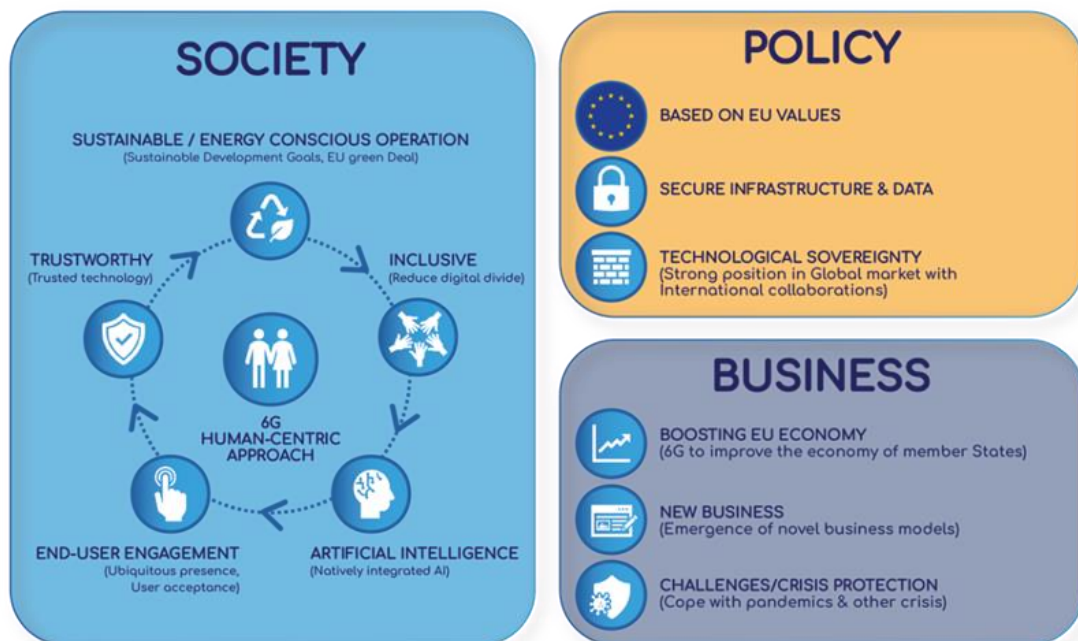 SOCIETY
SUSTAINABLE / ENERGY CONSCIOUS OPERATION
(Sustainable Development Goals, EU green Deal)
TRUSTWORTHY
(Trusted technology)
INCLUSIVE
(Reduce digital divide)
6G
HUMAN-CENTRIC
APPROACH
END-USER ENGAGEMENT
(Ubiquitous presence,
User acceptance)
ARTIFICIAL INTELLIGENCE
(Natively integrated AI)
POLICY
BASED ON EU VALUES
SECURE INFRASTRUCTURE & DATA
TECHNOLOGICAL SOVEREIGNTY
(Strong position in Global market with
International collaborations)
BUSINESS
BOOSTING EU ECONOMY
(6G to improve the economy of member States)
NEW BUSINESS
(Emergence of novel business models)
CHALLENGES/CRISIS PROTECTION
(Cope with pandemics & other crisis)